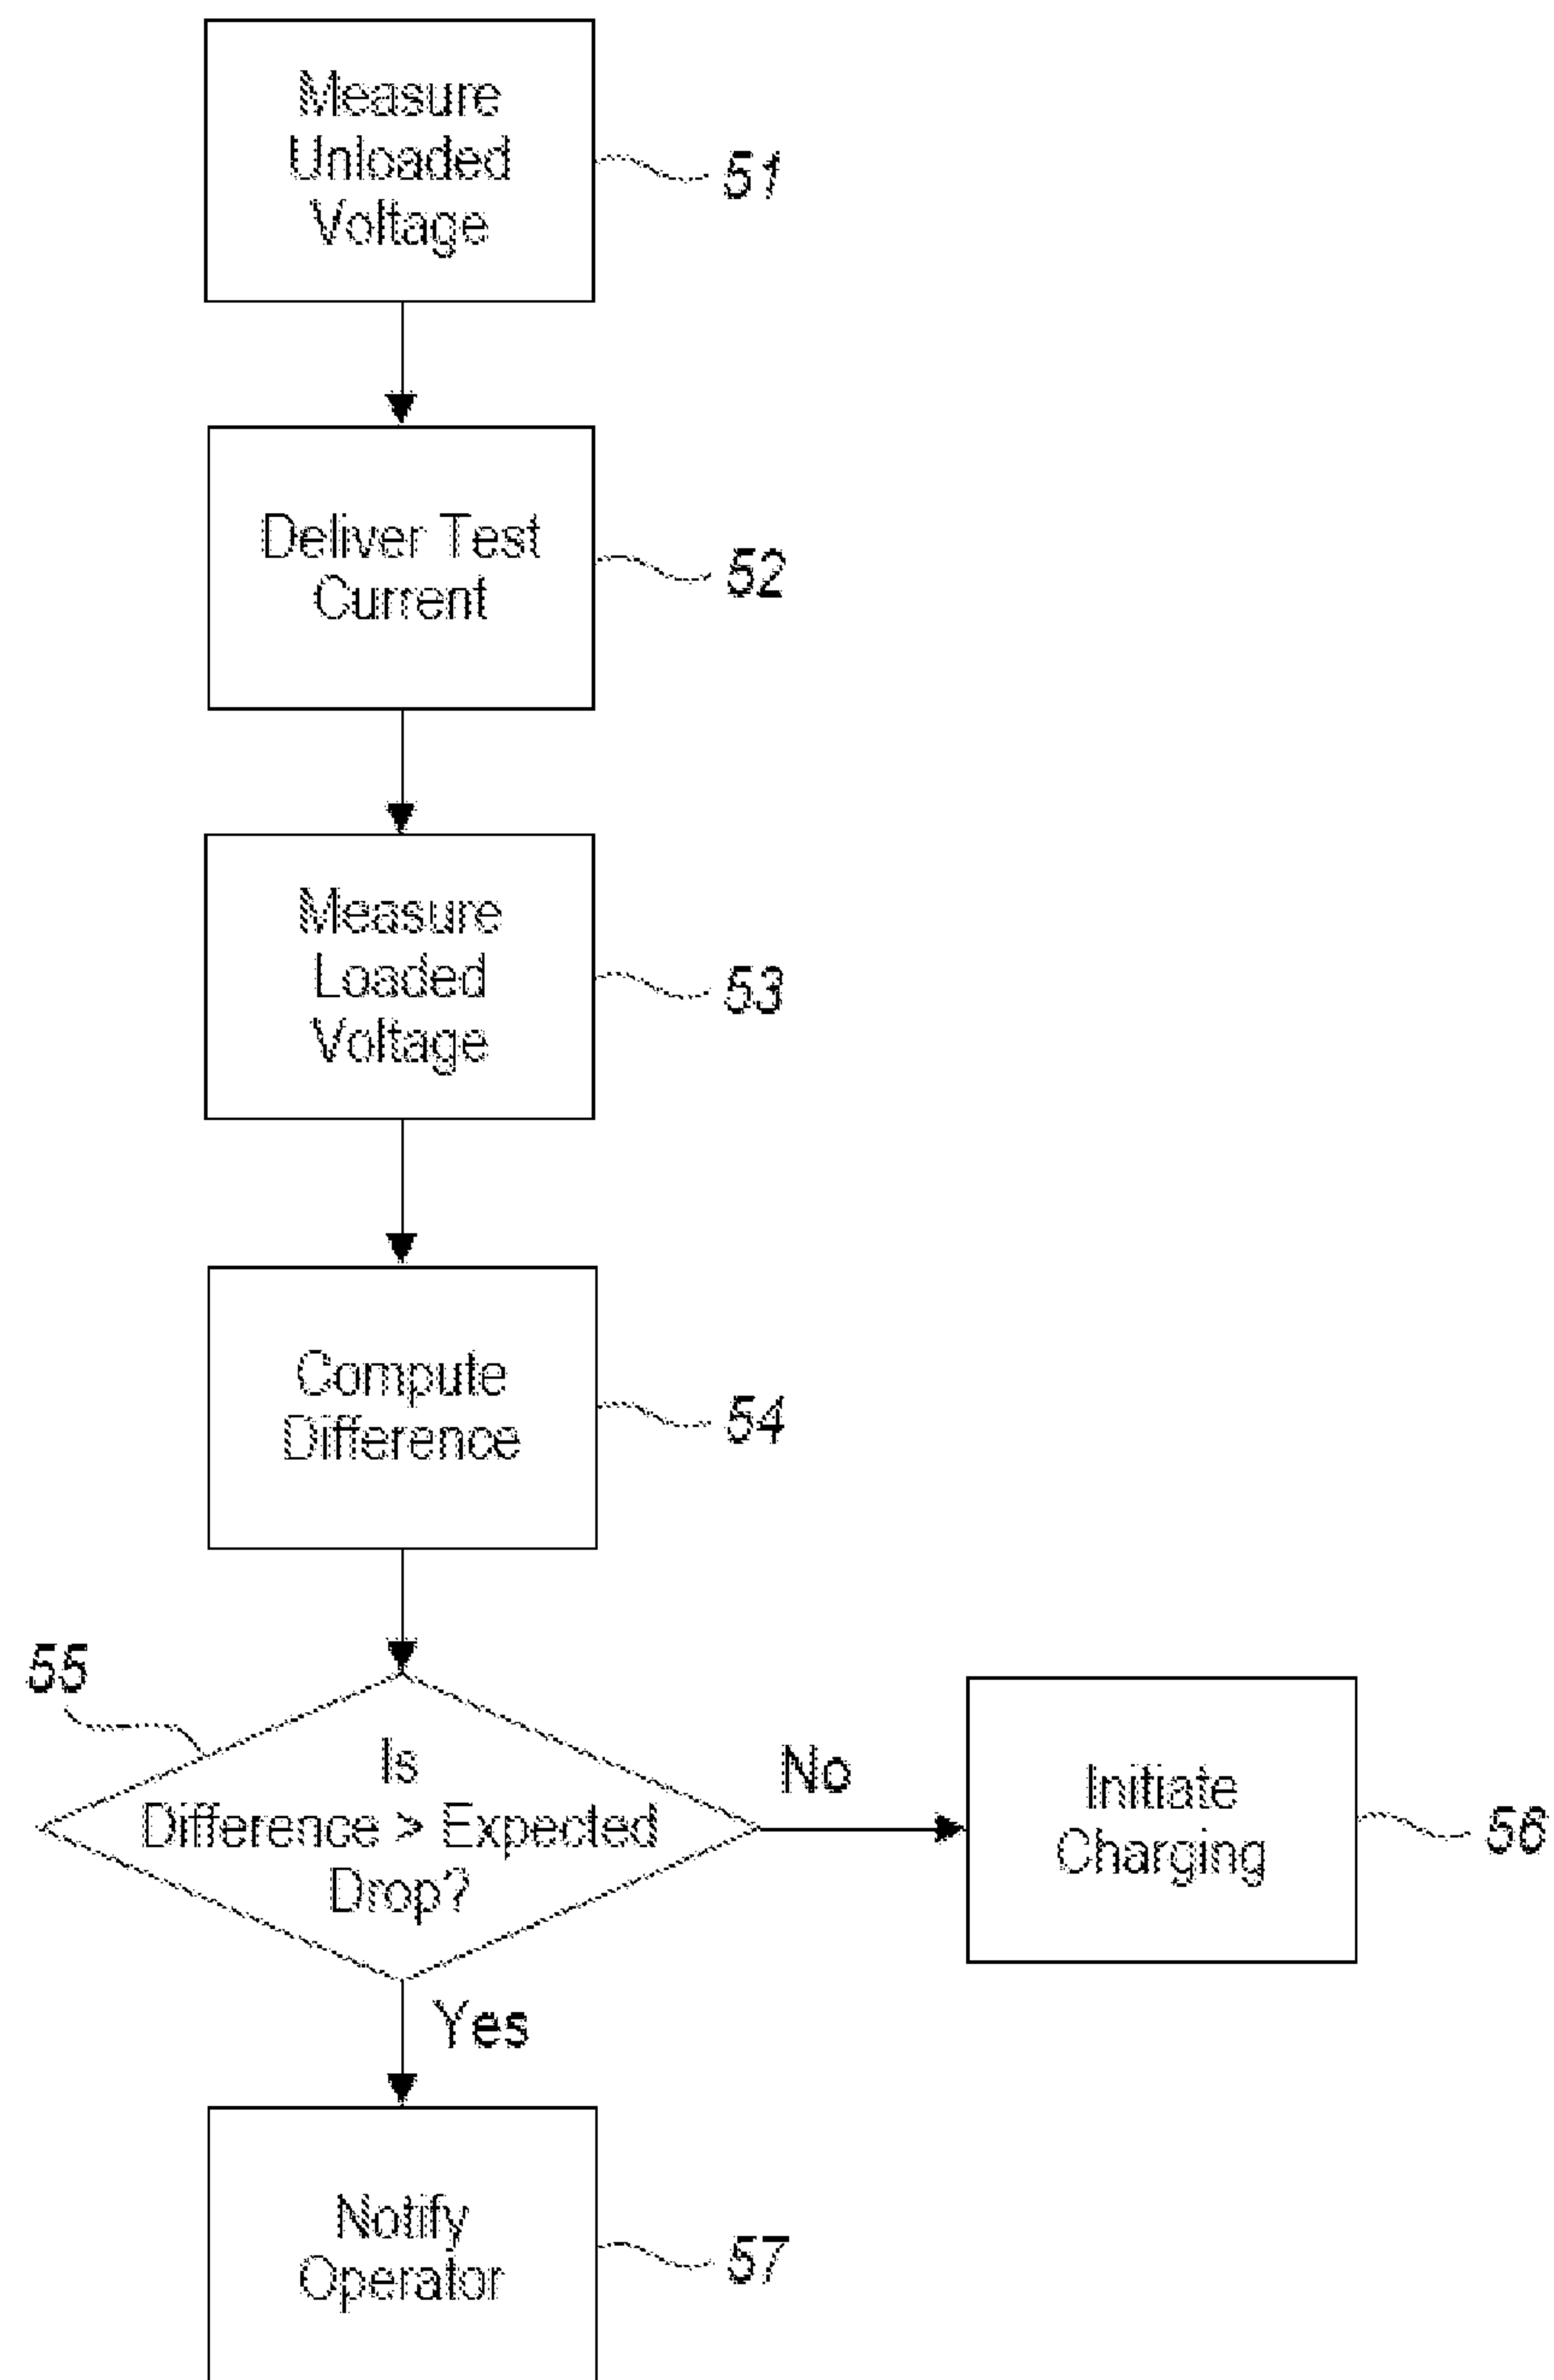 Measure
Unloaded
Voltage
51
Deliver Test
Current
52
Measure
Loaded
Voltage
53
Compute
Difference
54
55
Is
Difference > Expected
Drop?
No
Initiate
Charging
56
Yes
Notify
Operator
57